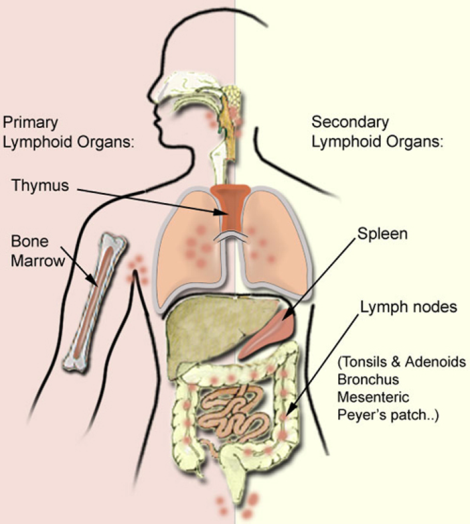 Primary
Lymphoid Organs:
Thymus
Bone
Marrow
Secondary
Lymphoid Organs:
Spleen
Lymph nodes
(Tonsils & Adenoids
Bronchus
Mesenteric
Peyer's patch..)